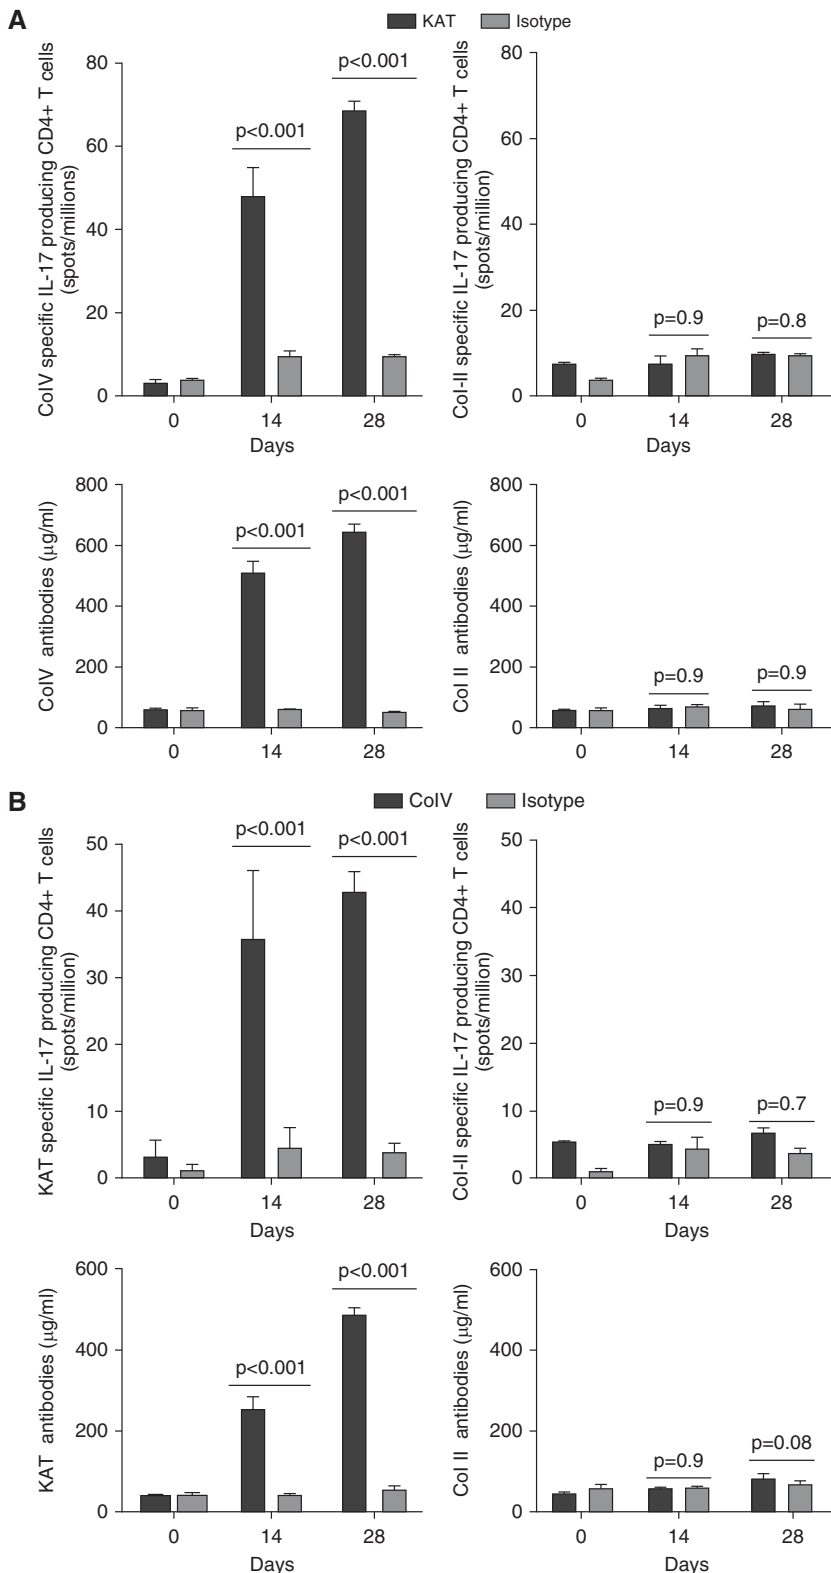 A
KAT Isotype
ColV specific IL-17 producing CD4+ T cells
(spots/millions)
80
60
40
20
0
p<0.001
p<0.001
0 14 28
Days
Col-II specific IL-17 producing CD4+ T cells
(spots/million)
80
60
40
20
0
p=0.9
p=0.8
0 14 28
Days
ColV antibodies (μg/ml)
800
600
400
200
0
p<0.001
p<0.001
0 14 28
Col II antibodies (μg/ml)
800
600
400
200
0
p=0.9
p=0.9
0 14 28
B
ColV Isotype
KAT specific IL-17 producing CD4+ T cells
(spots/million)
50
40
30
20
10
0
p<0.001
p<0.001
0 14 28
Days
Col-II specific IL-17 producing CD4+ T cells
(spots/million)
50
40
30
20
10
0
p=0.9
p=0.7
0 14 28
Days
KAT antibodies (μg/ml)
600
400
200
0
p<0.001
p<0.001
0 14 28
Days
Col II antibodies (μg/ml)
600
400
200
0
p=0.9
p=0.08
0 14 28
Days